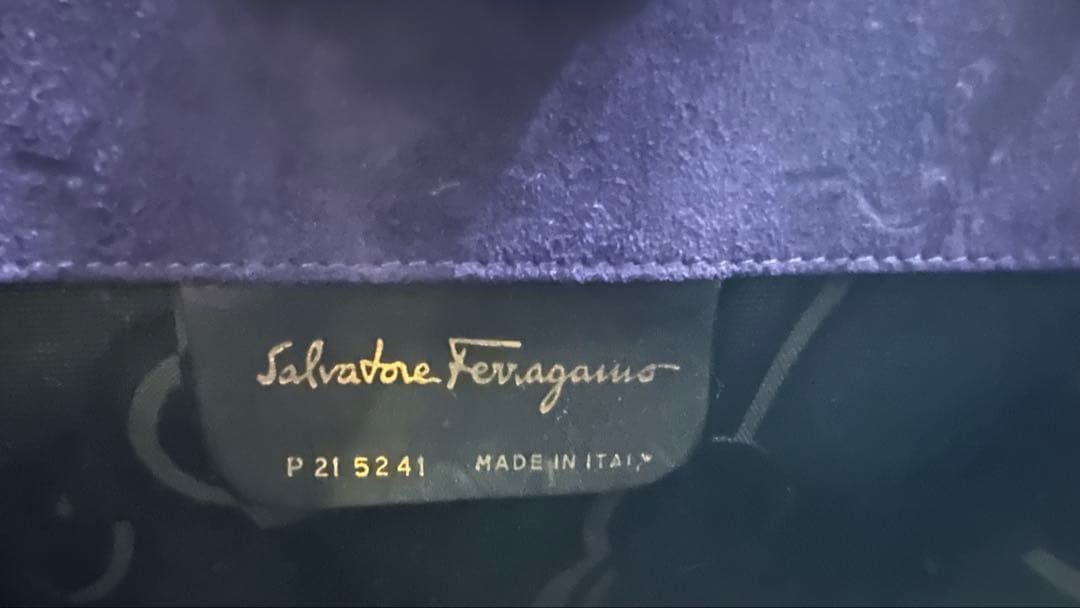 Salvatore Ferragamo
P 21 5241 MADE IN ITALY